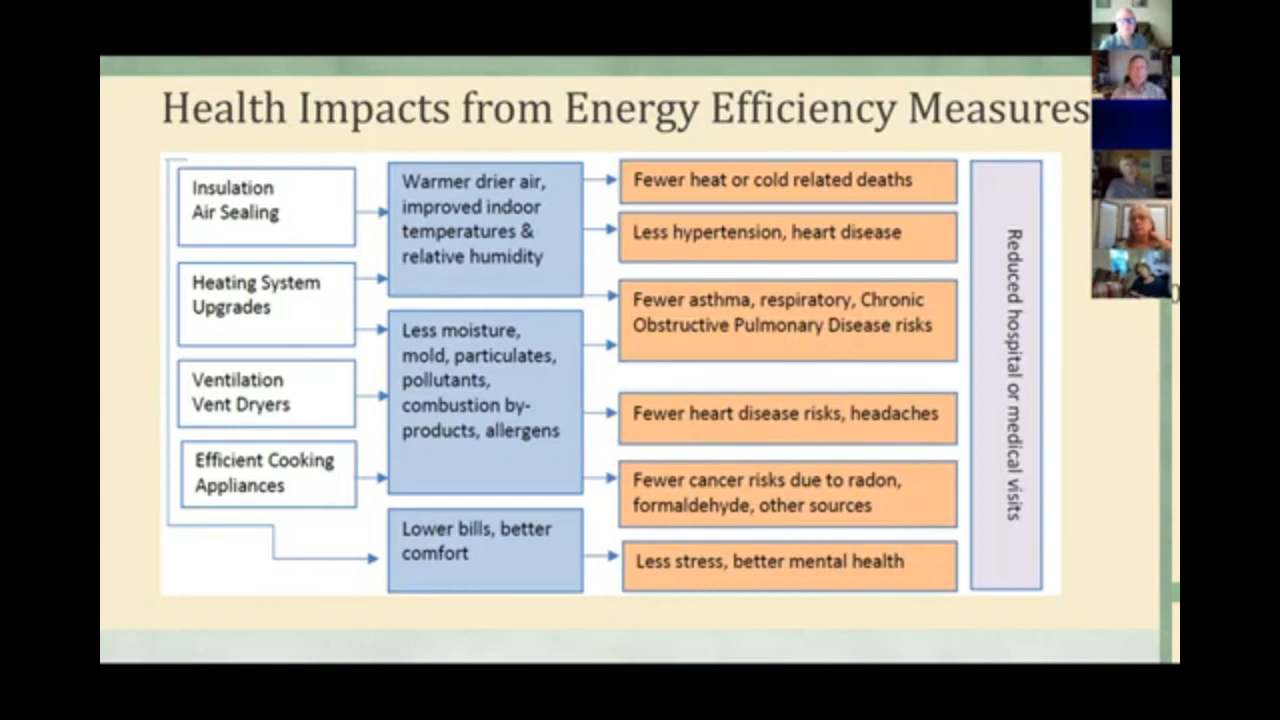 Health Impacts from Energy Efficiency Measures
Insulation
Air Sealing
Heating System
Upgrades
Ventilation
Vent Dryers
Efficient Cooking
Appliances
Warmer drier air,
improved indoor
temperatures &
relative humidity
Less moisture,
mold, particulates,
pollutants,
combustion by-
products, allergens
Lower bills, better
comfort
Fewer heat or cold related deaths
Less hypertension, heart disease
Fewer asthma, respiratory, Chronic
Obstructive Pulmonary Disease risks
Fewer heart disease risks, headaches
Fewer cancer risks due to radon,
formaldehyde, other sources
Less stress, better mental health
Reduced hospital or medical visits